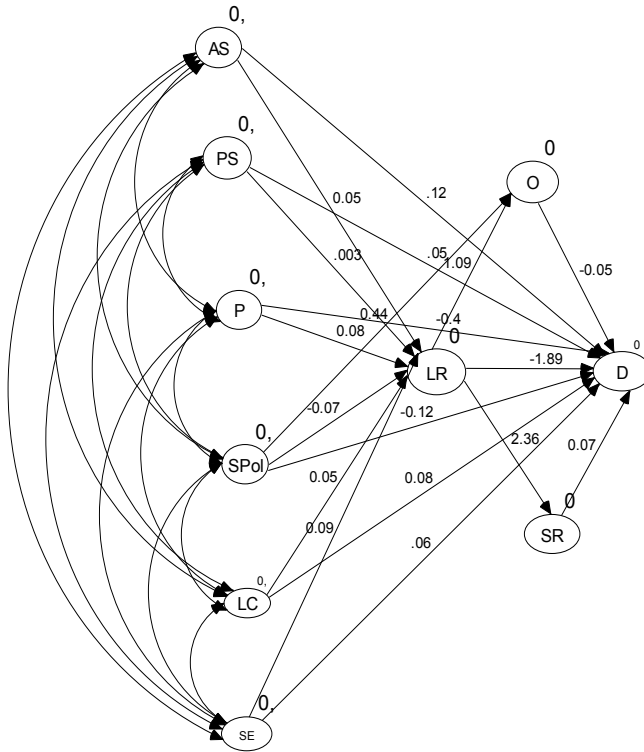 0,
AS
0,
PS
0
O
.12
0.05
.003
.05
1.09
-0.05
0,
P
0.44
-0.4
0.08
0
LR
-1.89
0
D
-0.07
-0.12
0,
SPol
0.05
0.08
2.36
0.07
0.09
.06
0
SR
0,
LC
0,
SE